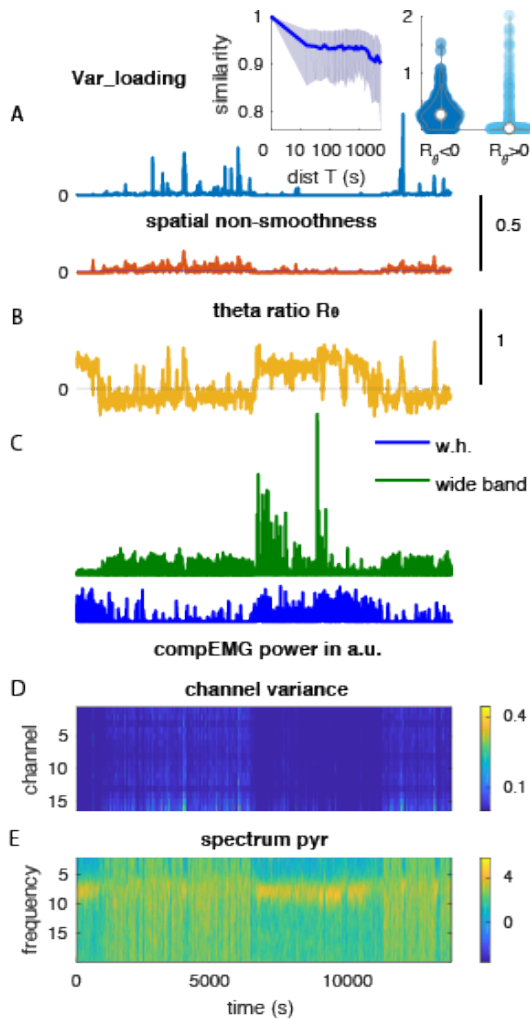 Var_loading
similarity
1
0.9
0.8
0 10 100 1000
dist T (s)
2
1
R_θ<0 R_θ>0
A
0
0.5
spatial non-smoothness
0
B
theta ratio Rθ
1
0
C
w.h.
wide band
compEMG power in a.u.
D
channel variance
channel
5
10
15
0.4
0.1
E
spectrum pyr
frequency
5
10
15
4
0
0 5000 10000
time (s)